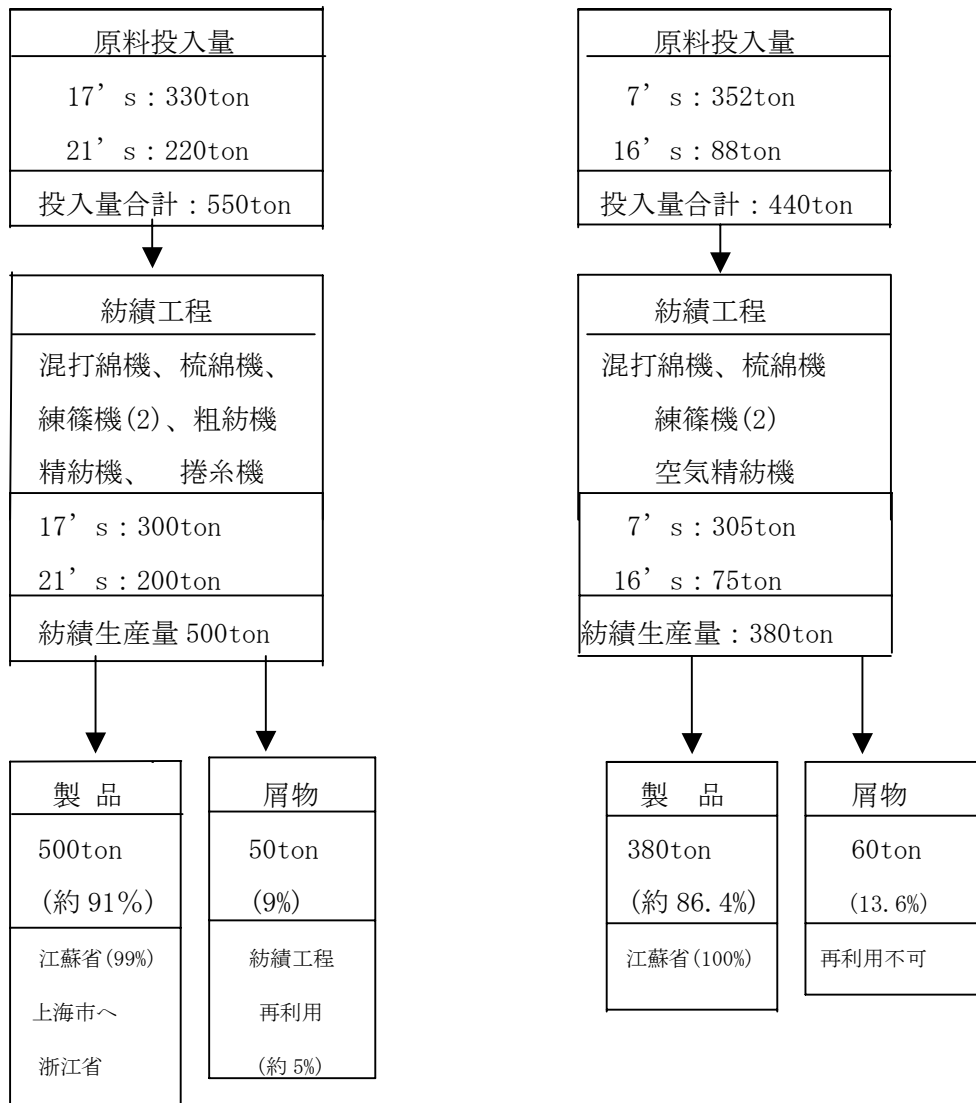 原料投入量
17’s：330ton
21’s：220ton
投入量合計：550ton
紡績工程
混打綿機、梳綿機、
練篠機(2)、粗紡機
精紡機、　捲糸機
17’s：300ton
21’s：200ton
紡績生産量 500ton
製 品
500ton
(約 91％)
江蘇省(99%)
上海市へ
浙江省
屑物
50ton
(9%)
紡績工程
再利用
(約 5%)
原料投入量
7’s：352ton
16’s：88ton
投入量合計：440ton
紡績工程
混打綿機、梳綿機
練篠機(2)
空気精紡機
7’s：305ton
16’s：75ton
紡績生産量：380ton
製　品
380ton
(約 86.4%)
江蘇省(100%)
屑物
60ton
(13.6%)
再利用不可